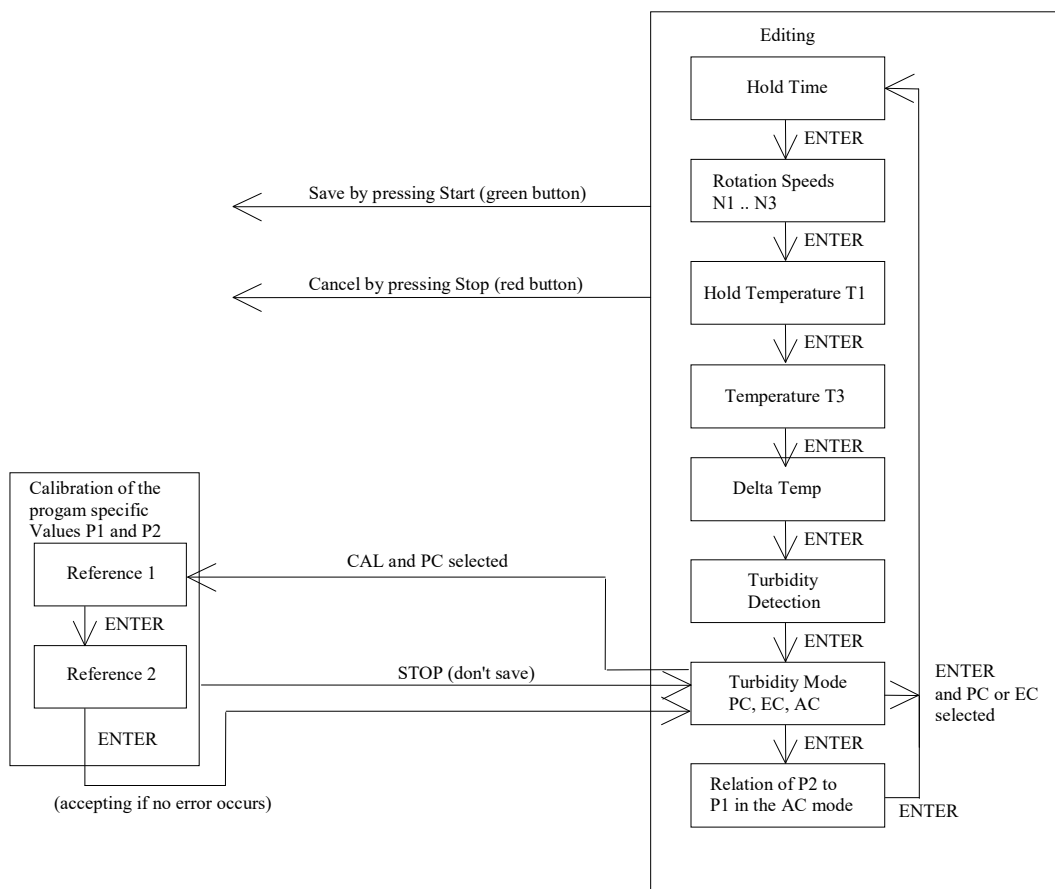 Editing
Hold Time
ENTER
Rotation Speeds
N1 .. N3
ENTER
Hold Temperature T1
ENTER
Temperature T3
ENTER
Delta Temp
ENTER
Turbidity
Detection
ENTER
Turbidity Mode
PC, EC, AC
ENTER
Relation of P2 to
P1 in the AC mode
ENTER
ENTER
and PC or EC
selected
Save by pressing Start (green button)
Cancel by pressing Stop (red button)
CAL and PC selected
STOP (don't save)
Calibration of the
progam specific
Values P1 and P2
Reference 1
ENTER
Reference 2
ENTER
(accepting if no error occurs)